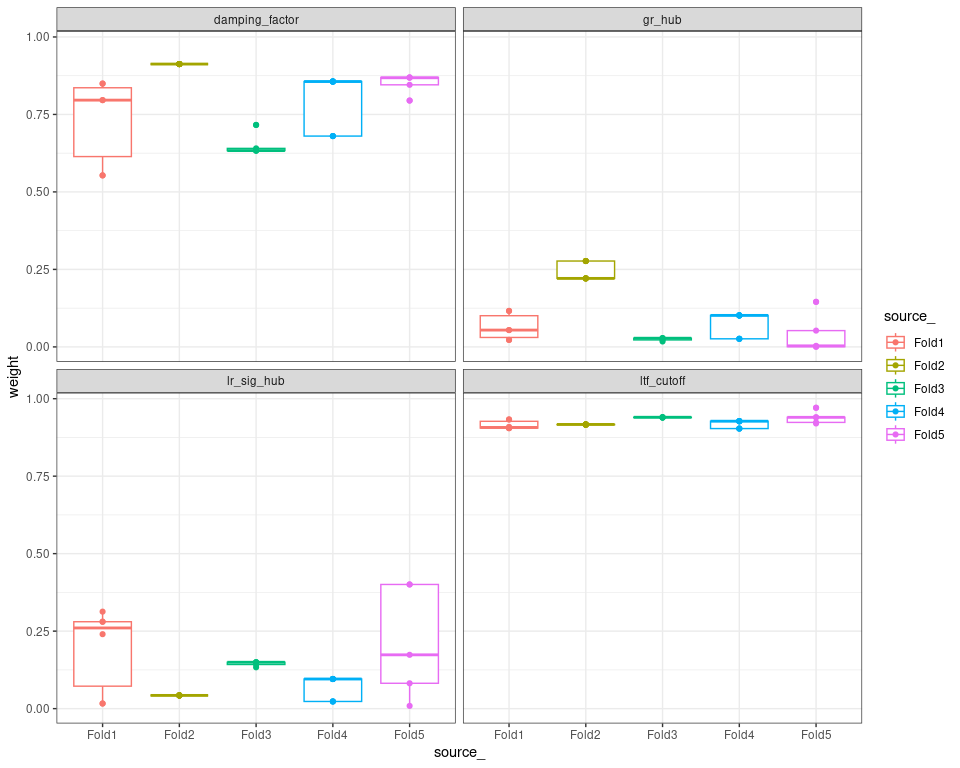 damping_factor
gr_hub
1.00
0.75
0.50
0.25
0.00
lr_sig_hub
ltf_cutoff
1.00
0.75
0.50
0.25
0.00
weight
Fold1 Fold2 Fold3 Fold4 Fold5
Fold1 Fold2 Fold3 Fold4 Fold5
source_
source_
Fold1
Fold2
Fold3
Fold4
Fold5